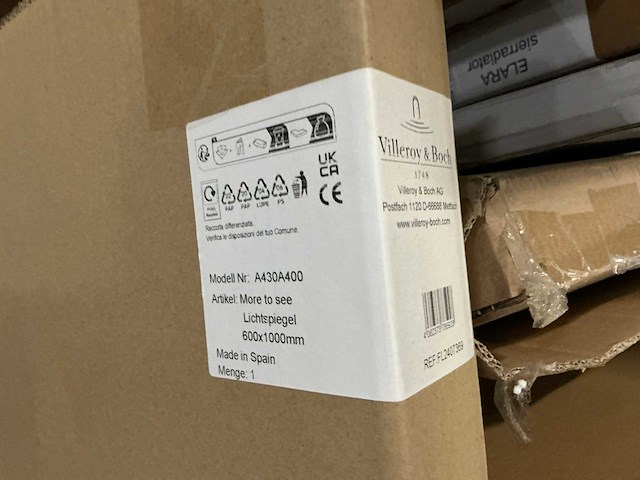 UK
CA
CE
PAP PAP LDPE PS
Raccolta differenziata.
Verifica le disposizioni del tuo Comune.
Modell Nr: A430A400
Artikel: More to see
Lichtspiegel
600x1000mm
Made in Spain
Menge: 1
Villeroy & Boch
1748
Villeroy & Boch AG
Postfach 1120 D-66688
www.villeroy-boch.com
REF:FL2407369
ELARA
sierradiator